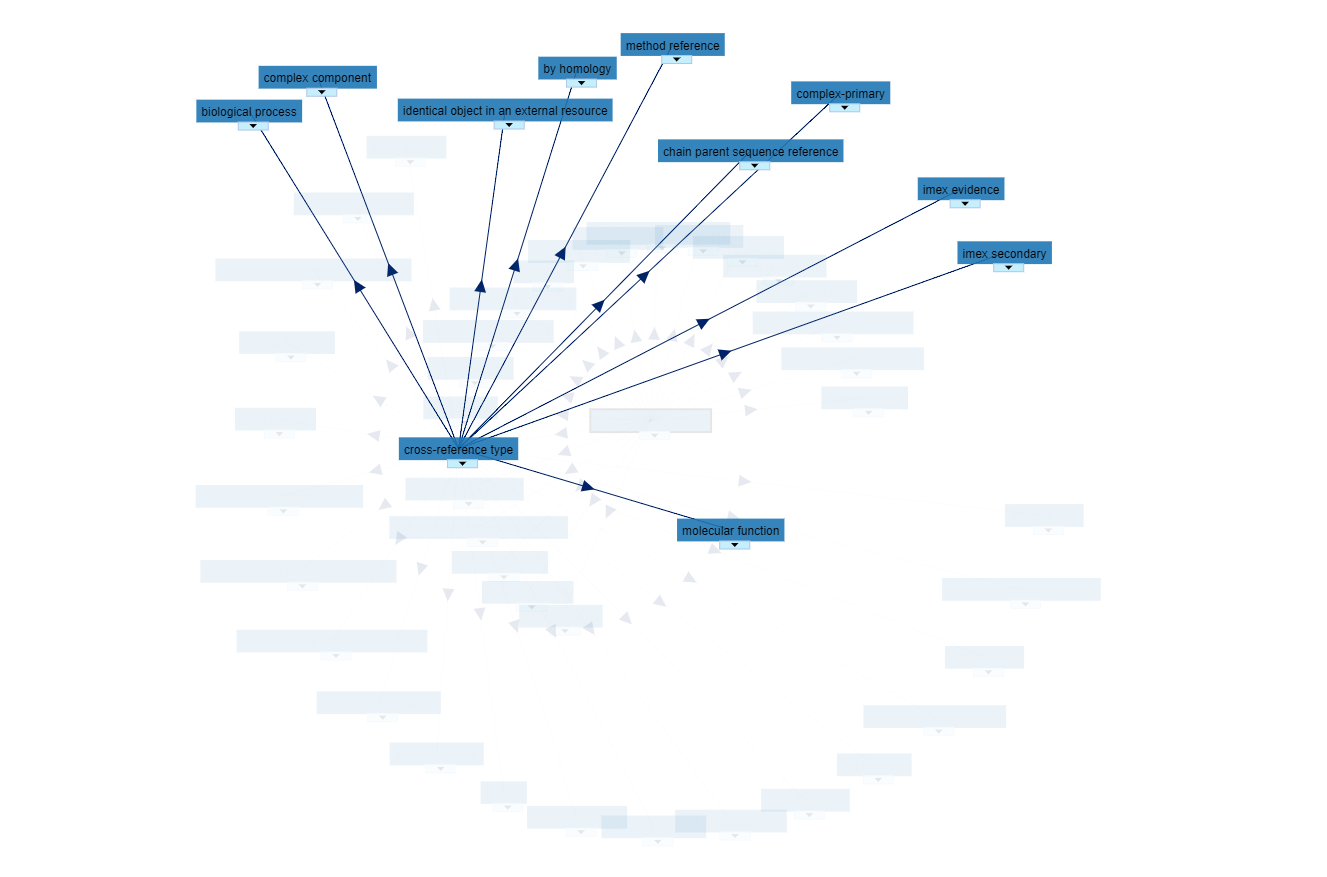 method reference
by homology
complex component
complex-primary
biological process
identical object in an external resource
chain parent sequence reference
imex evidence
imex secondary
cross-reference type
molecular function